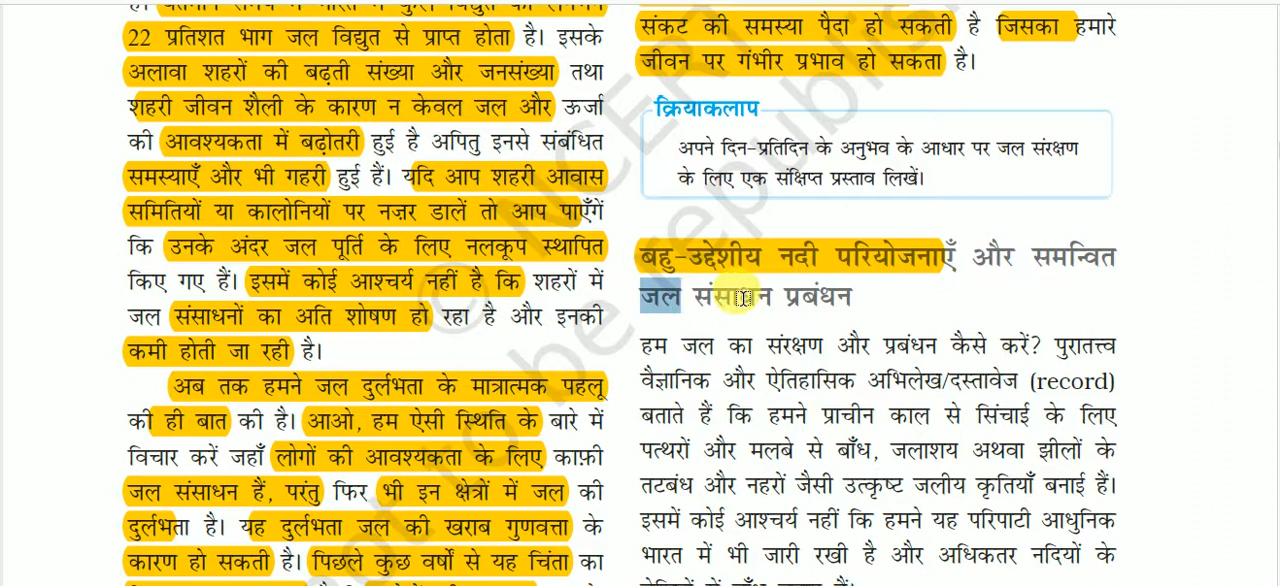 22 प्रतिशत भाग जल विद्युत से प्राप्त होता है। इसके
अलावा शहरों की बढ़ती संख्या और जनसंख्या तथा
शहरी जीवन शैली के कारण न केवल जल और ऊर्जा
की आवश्यकता में बढ़ोतरी हुई है अपितु इनसे संबंधित
समस्याएँ और भी गहरी हुई हैं। यदि आप शहरी आवास
समितियों या कालोनियों पर नज़र डालें तो आप पाएँगें
कि उनके अंदर जल पूर्ति के लिए नलकूप स्थापित
किए गए हैं। इसमें कोई आश्चर्य नहीं है कि शहरों में
जल संसाधनों का अति शोषण हो रहा है और इनकी
कमी होती जा रही है।
अब तक हमने जल दुर्लभता के मात्रात्मक पहलू
की ही बात की है। आओ, हम ऐसी स्थिति के बारे में
विचार करें जहाँ लोगों की आवश्यकता के लिए काफ़ी
जल संसाधन हैं, परंतु फिर भी इन क्षेत्रों में जल की
दुर्लभता है। यह दुर्लभता जल की खराब गुणवत्ता के
कारण हो सकती है। पिछले कुछ वर्षों से यह चिंता का
संकट की समस्या पैदा हो सकती है जिसका हमारे
जीवन पर गंभीर प्रभाव हो सकता है।
क्रियाकलाप
अपने दिन-प्रतिदिन के अनुभव के आधार पर जल संरक्षण
के लिए एक संक्षिप्त प्रस्ताव लिखें।
बहु-उद्देशीय नदी परियोजनाएँ और समन्वित
जल संसाधन प्रबंधन
हम जल का संरक्षण और प्रबंधन कैसे करें? पुरातत्त्व
वैज्ञानिक और ऐतिहासिक अभिलेख/दस्तावेज (record)
बताते हैं कि हमने प्राचीन काल से सिंचाई के लिए
पत्थरों और मलबे से बाँध, जलाशय अथवा झीलों के
तटबंध और नहरों जैसी उत्कृष्ट जलीय कृतियाँ बनाई हैं।
इसमें कोई आश्चर्य नहीं कि हमने यह परिपाटी आधुनिक
भारत में भी जारी रखी है और अधिकतर नदियों के
© NCERT
not to be republish